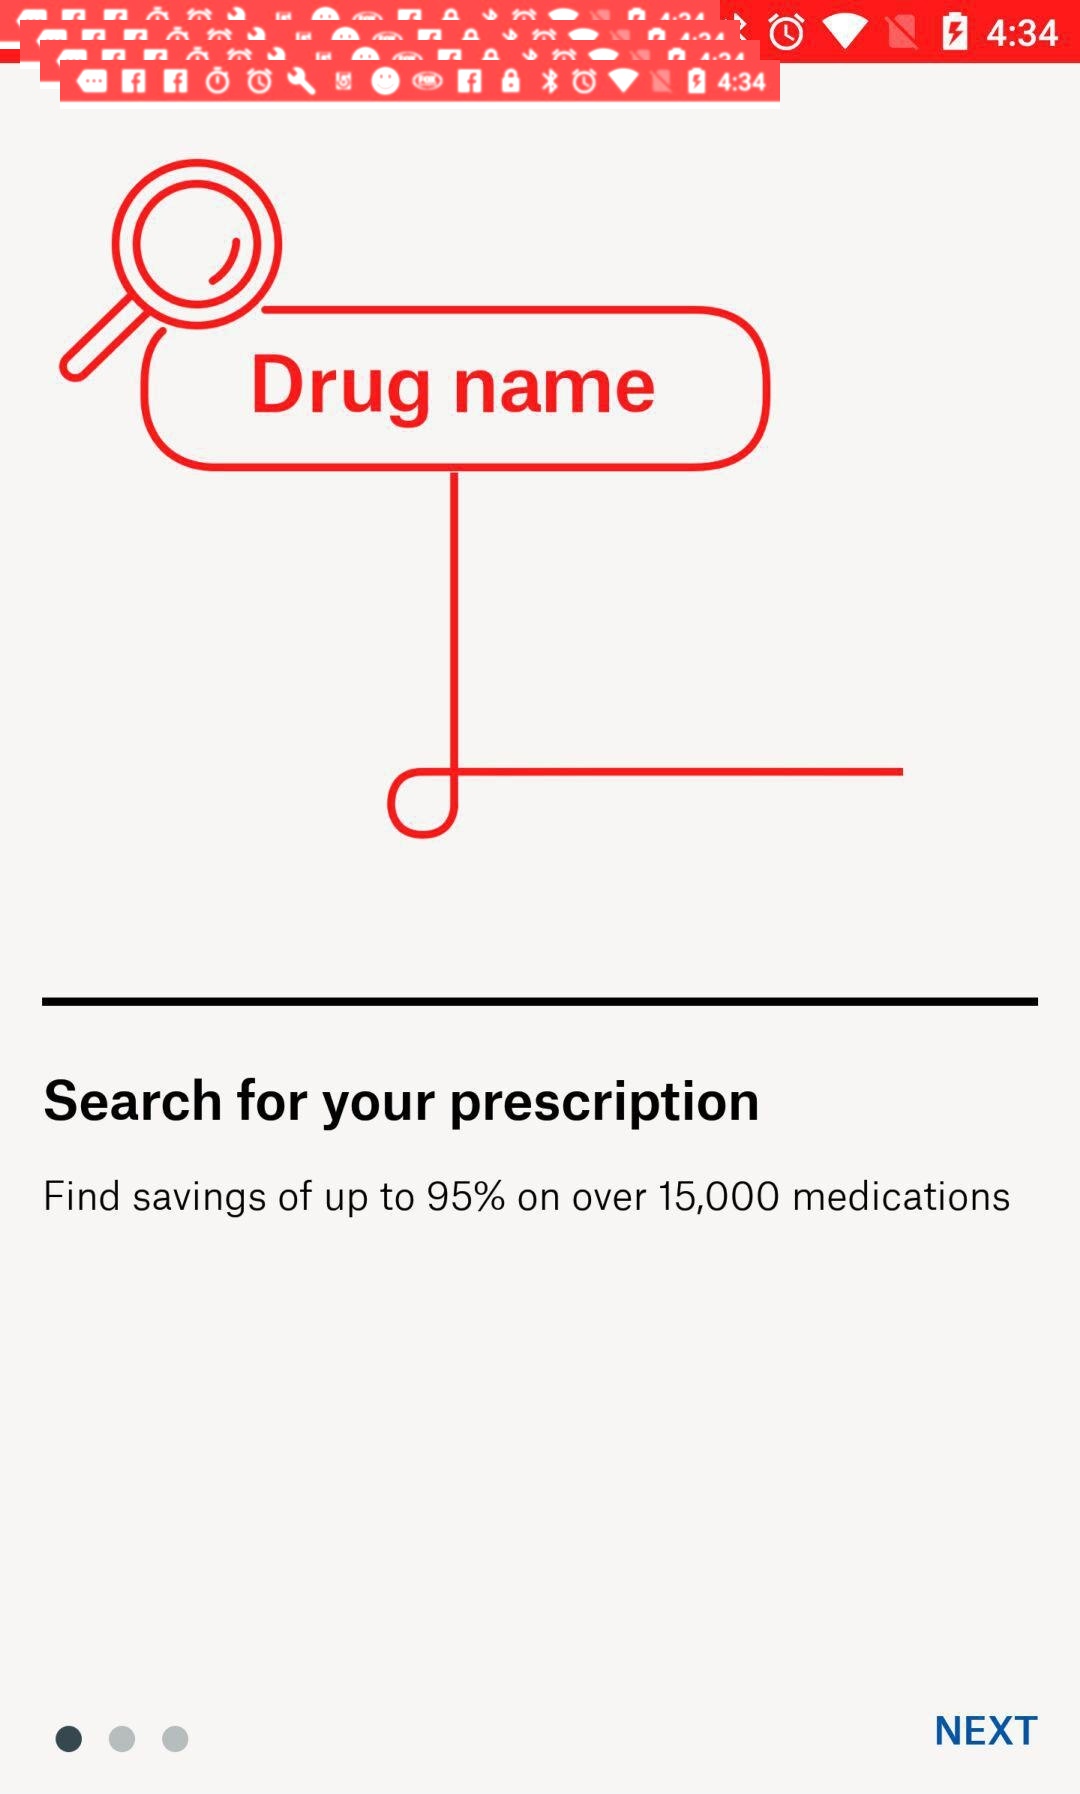 4:34
4:34
Drug name
Search for your prescription
Find savings of up to 95% on over 15,000 medications
NEXT